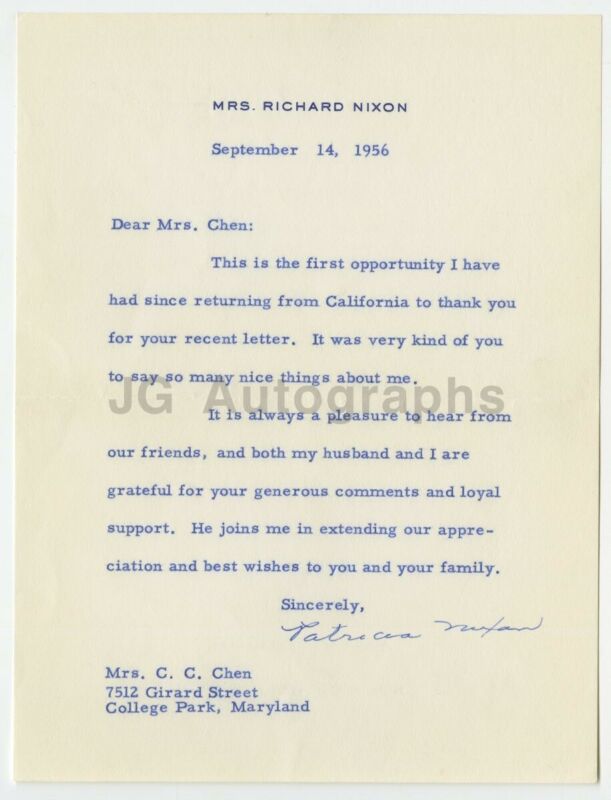 MRS. RICHARD NIXON
September 14, 1956
Dear Mrs. Chen:
This is the first opportunity I have
had since returning from California to thank you
for your recent letter. It was very kind of you
to say so many nice things about me.
JG Autographs
It is always a pleasure to hear from
our friends, and both my husband and I are
grateful for your generous comments and loyal
support. He joins me in extending our appre-
ciation and best wishes to you and your family.
Sincerely,
Patricia Nixon
Mrs. C. C. Chen
7512 Girard Street
College Park, Maryland